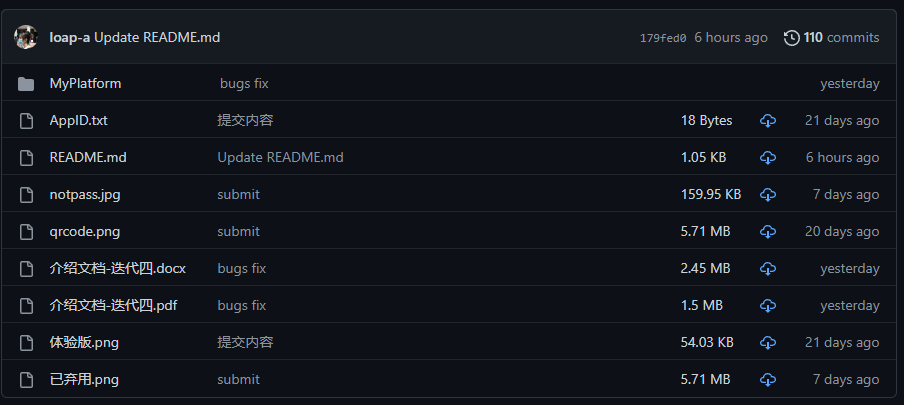 loap-a Update README.md 179fed0 6 hours ago 110 commits
MyPlatform bugs fix yesterday
AppID.txt 提交内容 18 Bytes 21 days ago
README.md Update README.md 1.05 KB 6 hours ago
notpass.jpg submit 159.95 KB 7 days ago
qrcode.png submit 5.71 MB 20 days ago
介绍文档-迭代四.docx bugs fix 2.45 MB yesterday
介绍文档-迭代四.pdf bugs fix 1.5 MB yesterday
体验版.png 提交内容 54.03 KB 21 days ago
已弃用.png submit 5.71 MB 7 days ago